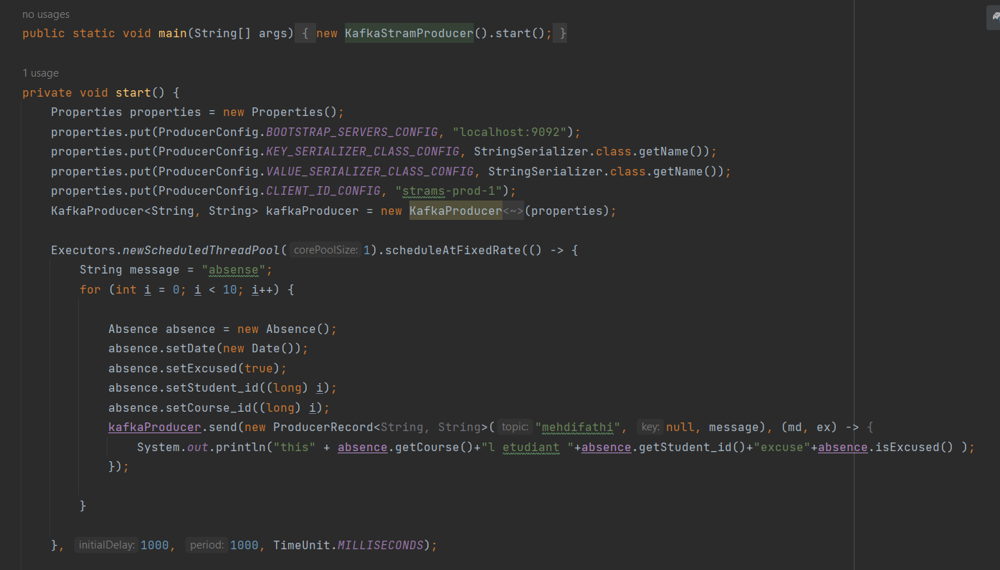 no usages
public static void main(String[] args) { new KafkaStramProducer().start(); }
1 usage
private void start() {
Properties properties = new Properties();
properties.put(ProducerConfig.BOOTSTRAP_SERVERS_CONFIG, "localhost:9092");
properties.put(ProducerConfig.KEY_SERIALIZER_CLASS_CONFIG, StringSerializer.class.getName());
properties.put(ProducerConfig.VALUE_SERIALIZER_CLASS_CONFIG, StringSerializer.class.getName());
properties.put(ProducerConfig.CLIENT_ID_CONFIG, "strams-prod-1");
KafkaProducer<String, String> kafkaProducer = new KafkaProducer<~>(properties);
Executors.newScheduledThreadPool( corePoolSize: 1).scheduleAtFixedRate(() -> {
String message = "absense";
for (int i = 0; i < 10; i++) {
Absence absence = new Absence();
absence.setDate(new Date());
absence.setExcused(true);
absence.setStudent_id((long) i);
absence.setCourse_id((long) i);
kafkaProducer.send(new ProducerRecord<String, String>( topic: "mehdifathi", key: null, message), (md, ex) -> {
System.out.println("this" + absence.getCourse()+"l etudiant "+absence.getStudent_id()+"excuse"+absence.isExcused() );
});
}
}, initialDelay: 1000, period: 1000, TimeUnit.MILLISECONDS);